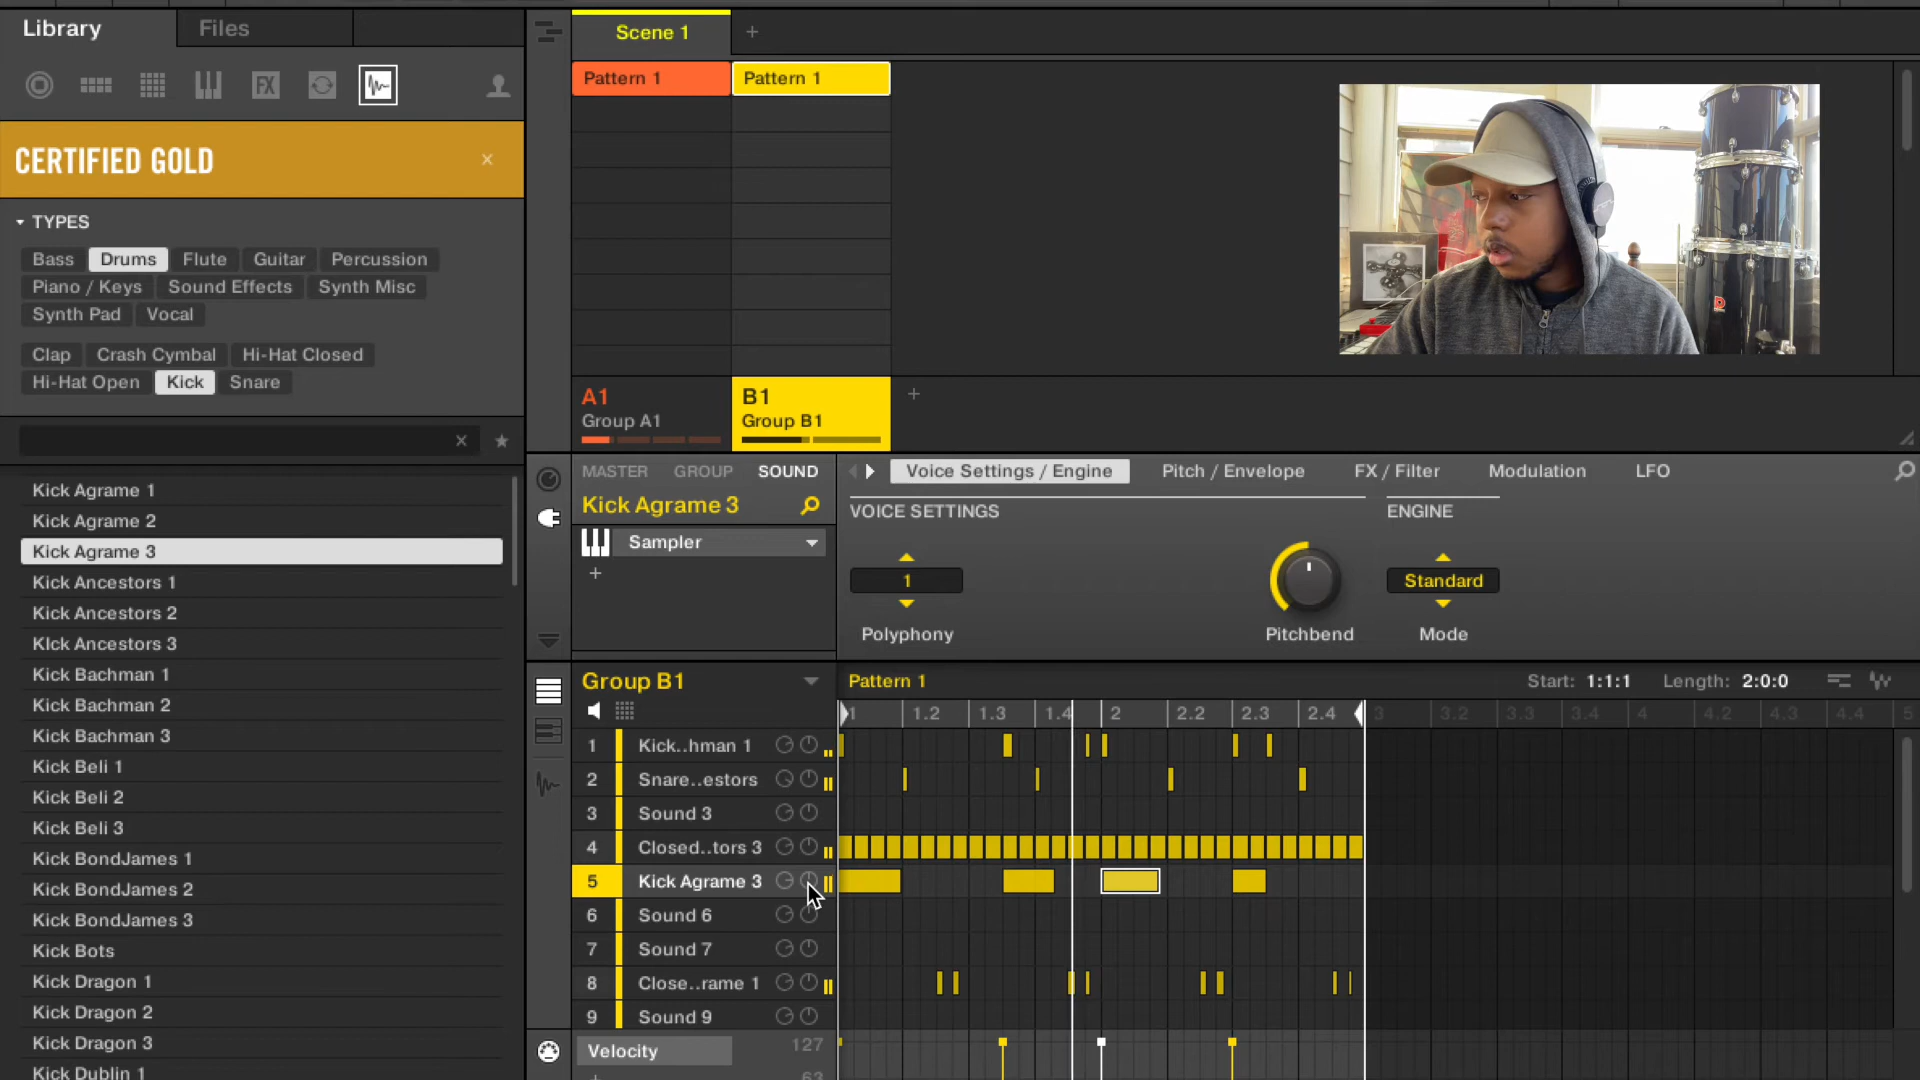 Library
Files
FX
CERTIFIED GOLD
TYPES
Bass Drums Flute Guitar Percussion
Piano / Keys Sound Effects Synth Misc
Synth Pad Vocal
Clap Crash Cymbal Hi-Hat Closed
Hi-Hat Open Kick Snare
Kick Agrame 1
Kick Agrame 2
Kick Agrame 3
Kick Ancestors 1
Kick Ancestors 2
KIck Ancestors 3
Kick Bachman 1
Kick Bachman 2
Kick Bachman 3
Kick Beli 1
Kick Beli 2
Kick Beli 3
Kick BondJames 1
Kick BondJames 2
Kick BondJames 3
Kick Bots
Kick Dragon 1
Kick Dragon 2
Kick Dragon 3
Kick Dublin 1
Scene 1
Pattern 1 Pattern 1
A1 B1
Group A1 Group B1
MASTER GROUP SOUND
Kick Agrame 3
Sampler
Voice Settings / Engine Pitch / Envelope FX / Filter Modulation LFO
VOICE SETTINGS ENGINE
1 Standard
Polyphony Pitchbend Mode
Group B1
Pattern 1 Start: 1:1:1 Length: 2:0:0
1 1.2 1.3 1.4 2 2.2 2.3 2.4 3 3.2 3.3 3.4 4 4.2 4.3 4.4 5
1 Kick..hman 1
2 Snare..estors
3 Sound 3
4 Closed..tors 3
5 Kick Agrame 3
6 Sound 6
7 Sound 7
8 Close..rame 1
9 Sound 9
Velocity 127
63